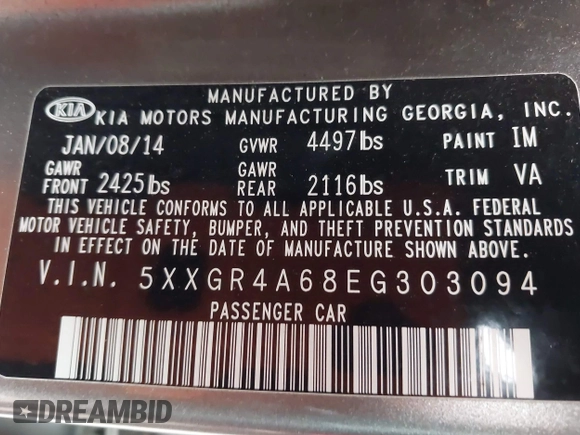 MANUFACTURED BY
KIA KIA MOTORS MANUFACTURING GEORGIA, INC.
JAN/08/14 GVWR 4497lbs PAINT IM
GAWR FRONT 2425lbs GAWR REAR 2116lbs TRIM VA
THIS VEHICLE CONFORMS TO ALL APPLICABLE U.S.A. FEDERAL
MOTOR VEHICLE SAFETY, BUMPER, AND THEFT PREVENTION STANDARDS
IN EFFECT ON THE DATE OF MANUFACTURE SHOWN ABOVE.
V.I.N. 5XXGR4A68EG303094
PASSENGER CAR
DREAMBID